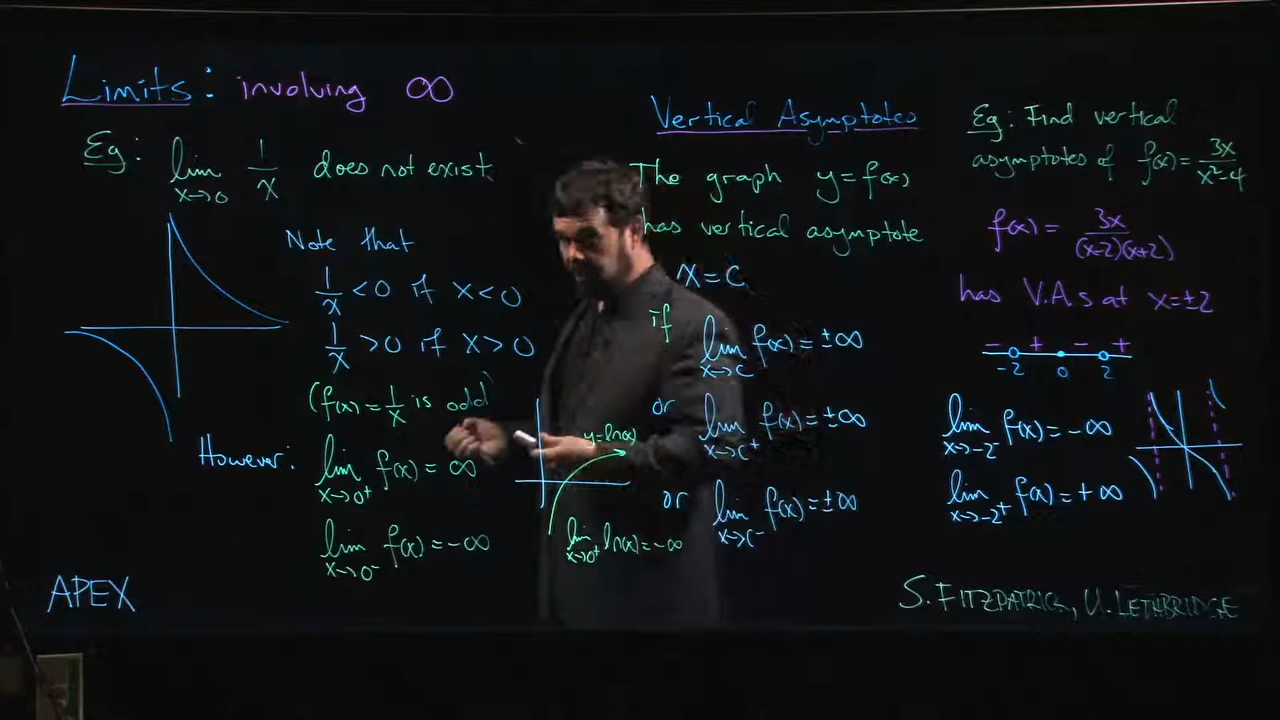 Limits: involving ∞
Eg: lim x→0 1/x does not exist
Note that
1/x <0 if x<0
1/x >0 if x>0
(f(x)=1/x is odd)
However: lim x→0⁺ f(x)=∞
lim x→0⁻ f(x)=-∞
APEX
y=ln(x)
lim x→0⁺ ln(x)=-∞
Vertical Asymptotes
The graph y=f(x)
has vertical asymptote
x=c
if lim x→c f(x)=±∞
or lim x→c⁺ f(x)=±∞
or lim x→c⁻ f(x)=±∞
Eg: Find vertical
asymptotes of f(x)=3x/(x²-4)
f(x)=3x/((x-2)(x+2))
has V.A.s at x=±2
- + - +
-2 0 2
lim x→-2⁻ f(x)=-∞
lim x→-2⁺ f(x)=+∞
S. FITZPATRICK, U. LETHBRIDGE